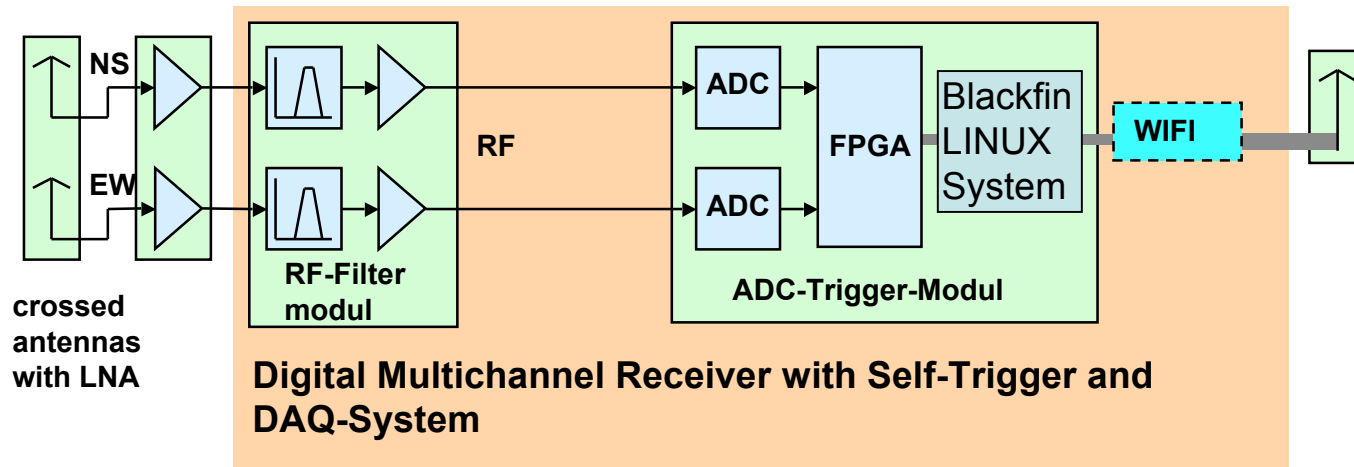 NS
EW
crossed
antennas
with LNA
RF-Filter
modul
RF
ADC
ADC
FPGA
Blackfin
LINUX
System
ADC-Trigger-Modul
WIFI
Digital Multichannel Receiver with Self-Trigger and
DAQ-System